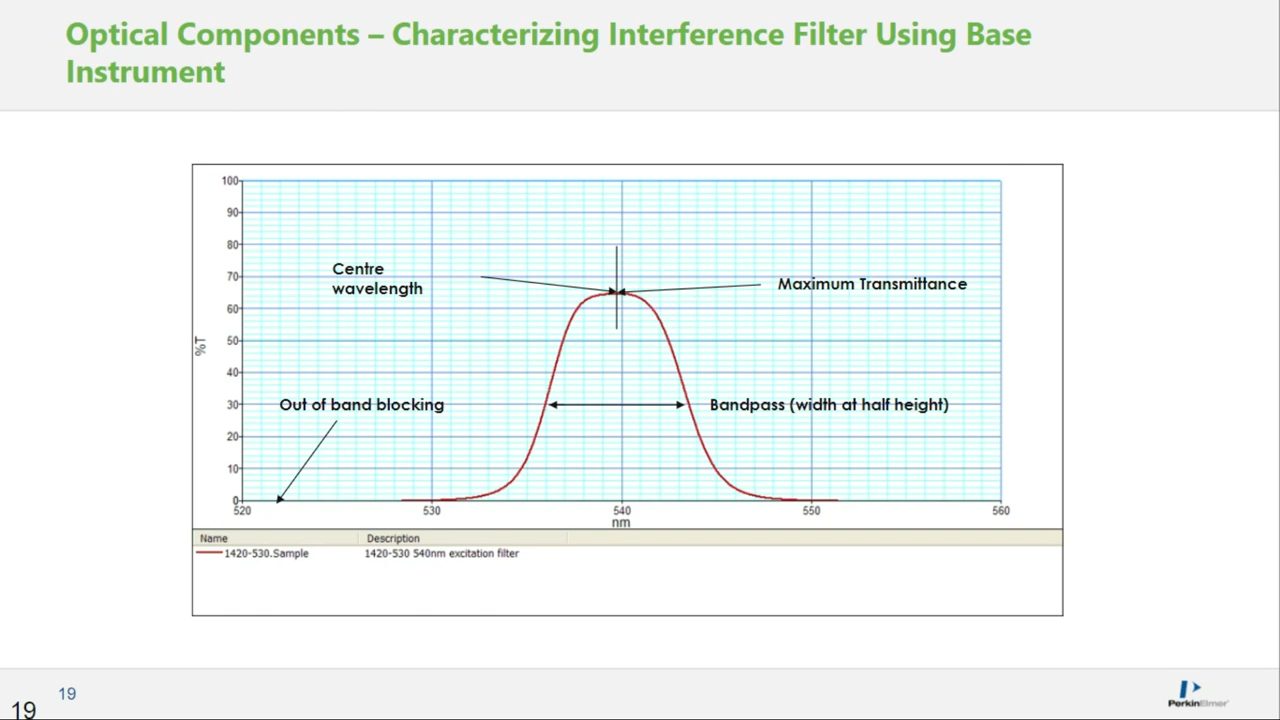 Optical Components – Characterizing Interference Filter Using Base
Instrument
100
90
80
70
60
50
40
30
20
10
0
%T
Centre
wavelength
Maximum Transmittance
Out of band blocking
Bandpass (width at half height)
520
530
540
550
560
nm
Name
Description
1420-530.Sample
1420-530 540nm excitation filter
19
19
PerkinElmer